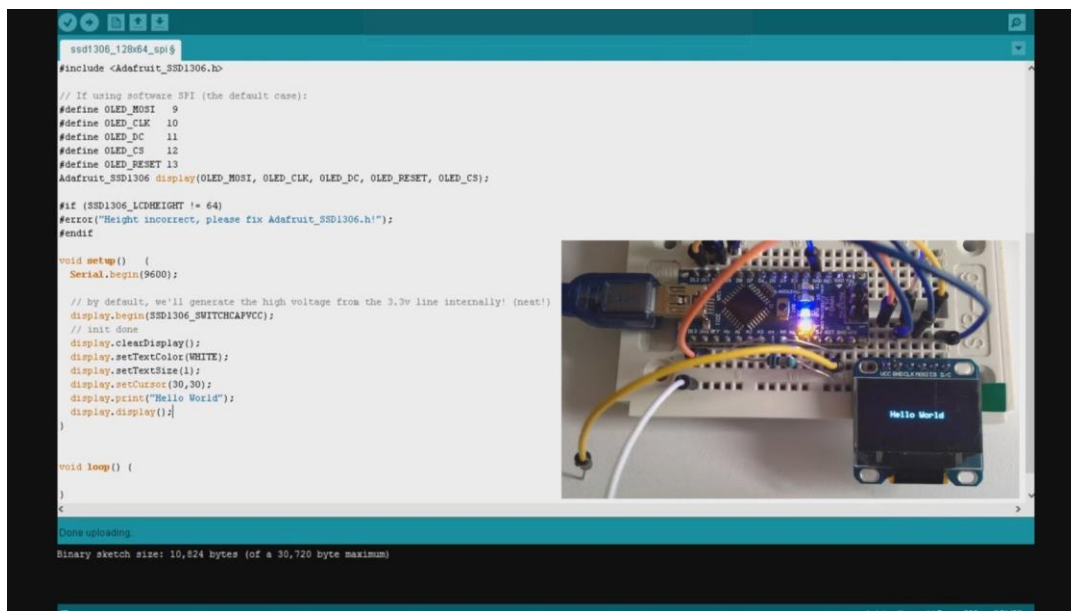 ssd1306_128x64_spi §
#include <Adafruit_SSD1306.h>
// If using software SPI (the default case):
#define OLED_MOSI   9
#define OLED_CLK   10
#define OLED_DC    11
#define OLED_CS    12
#define OLED_RESET 13
Adafruit_SSD1306 display(OLED_MOSI, OLED_CLK, OLED_DC, OLED_RESET, OLED_CS);
#if (SSD1306_LCDHEIGHT != 64)
#error("Height incorrect, please fix Adafruit_SSD1306.h!");
#endif
void setup()   {
  Serial.begin(9600);
  // by default, we'll generate the high voltage from the 3.3v line internally! (neat!)
  display.begin(SSD1306_SWITCHCAPVCC);
  // init done
  display.clearDisplay();
  display.setTextColor(WHITE);
  display.setTextSize(1);
  display.setCursor(30,30);
  display.print("Hello World");
  display.display();
}
void loop() {
}
Hello World
Done uploading.
Binary sketch size: 10,824 bytes (of a 30,720 byte maximum)